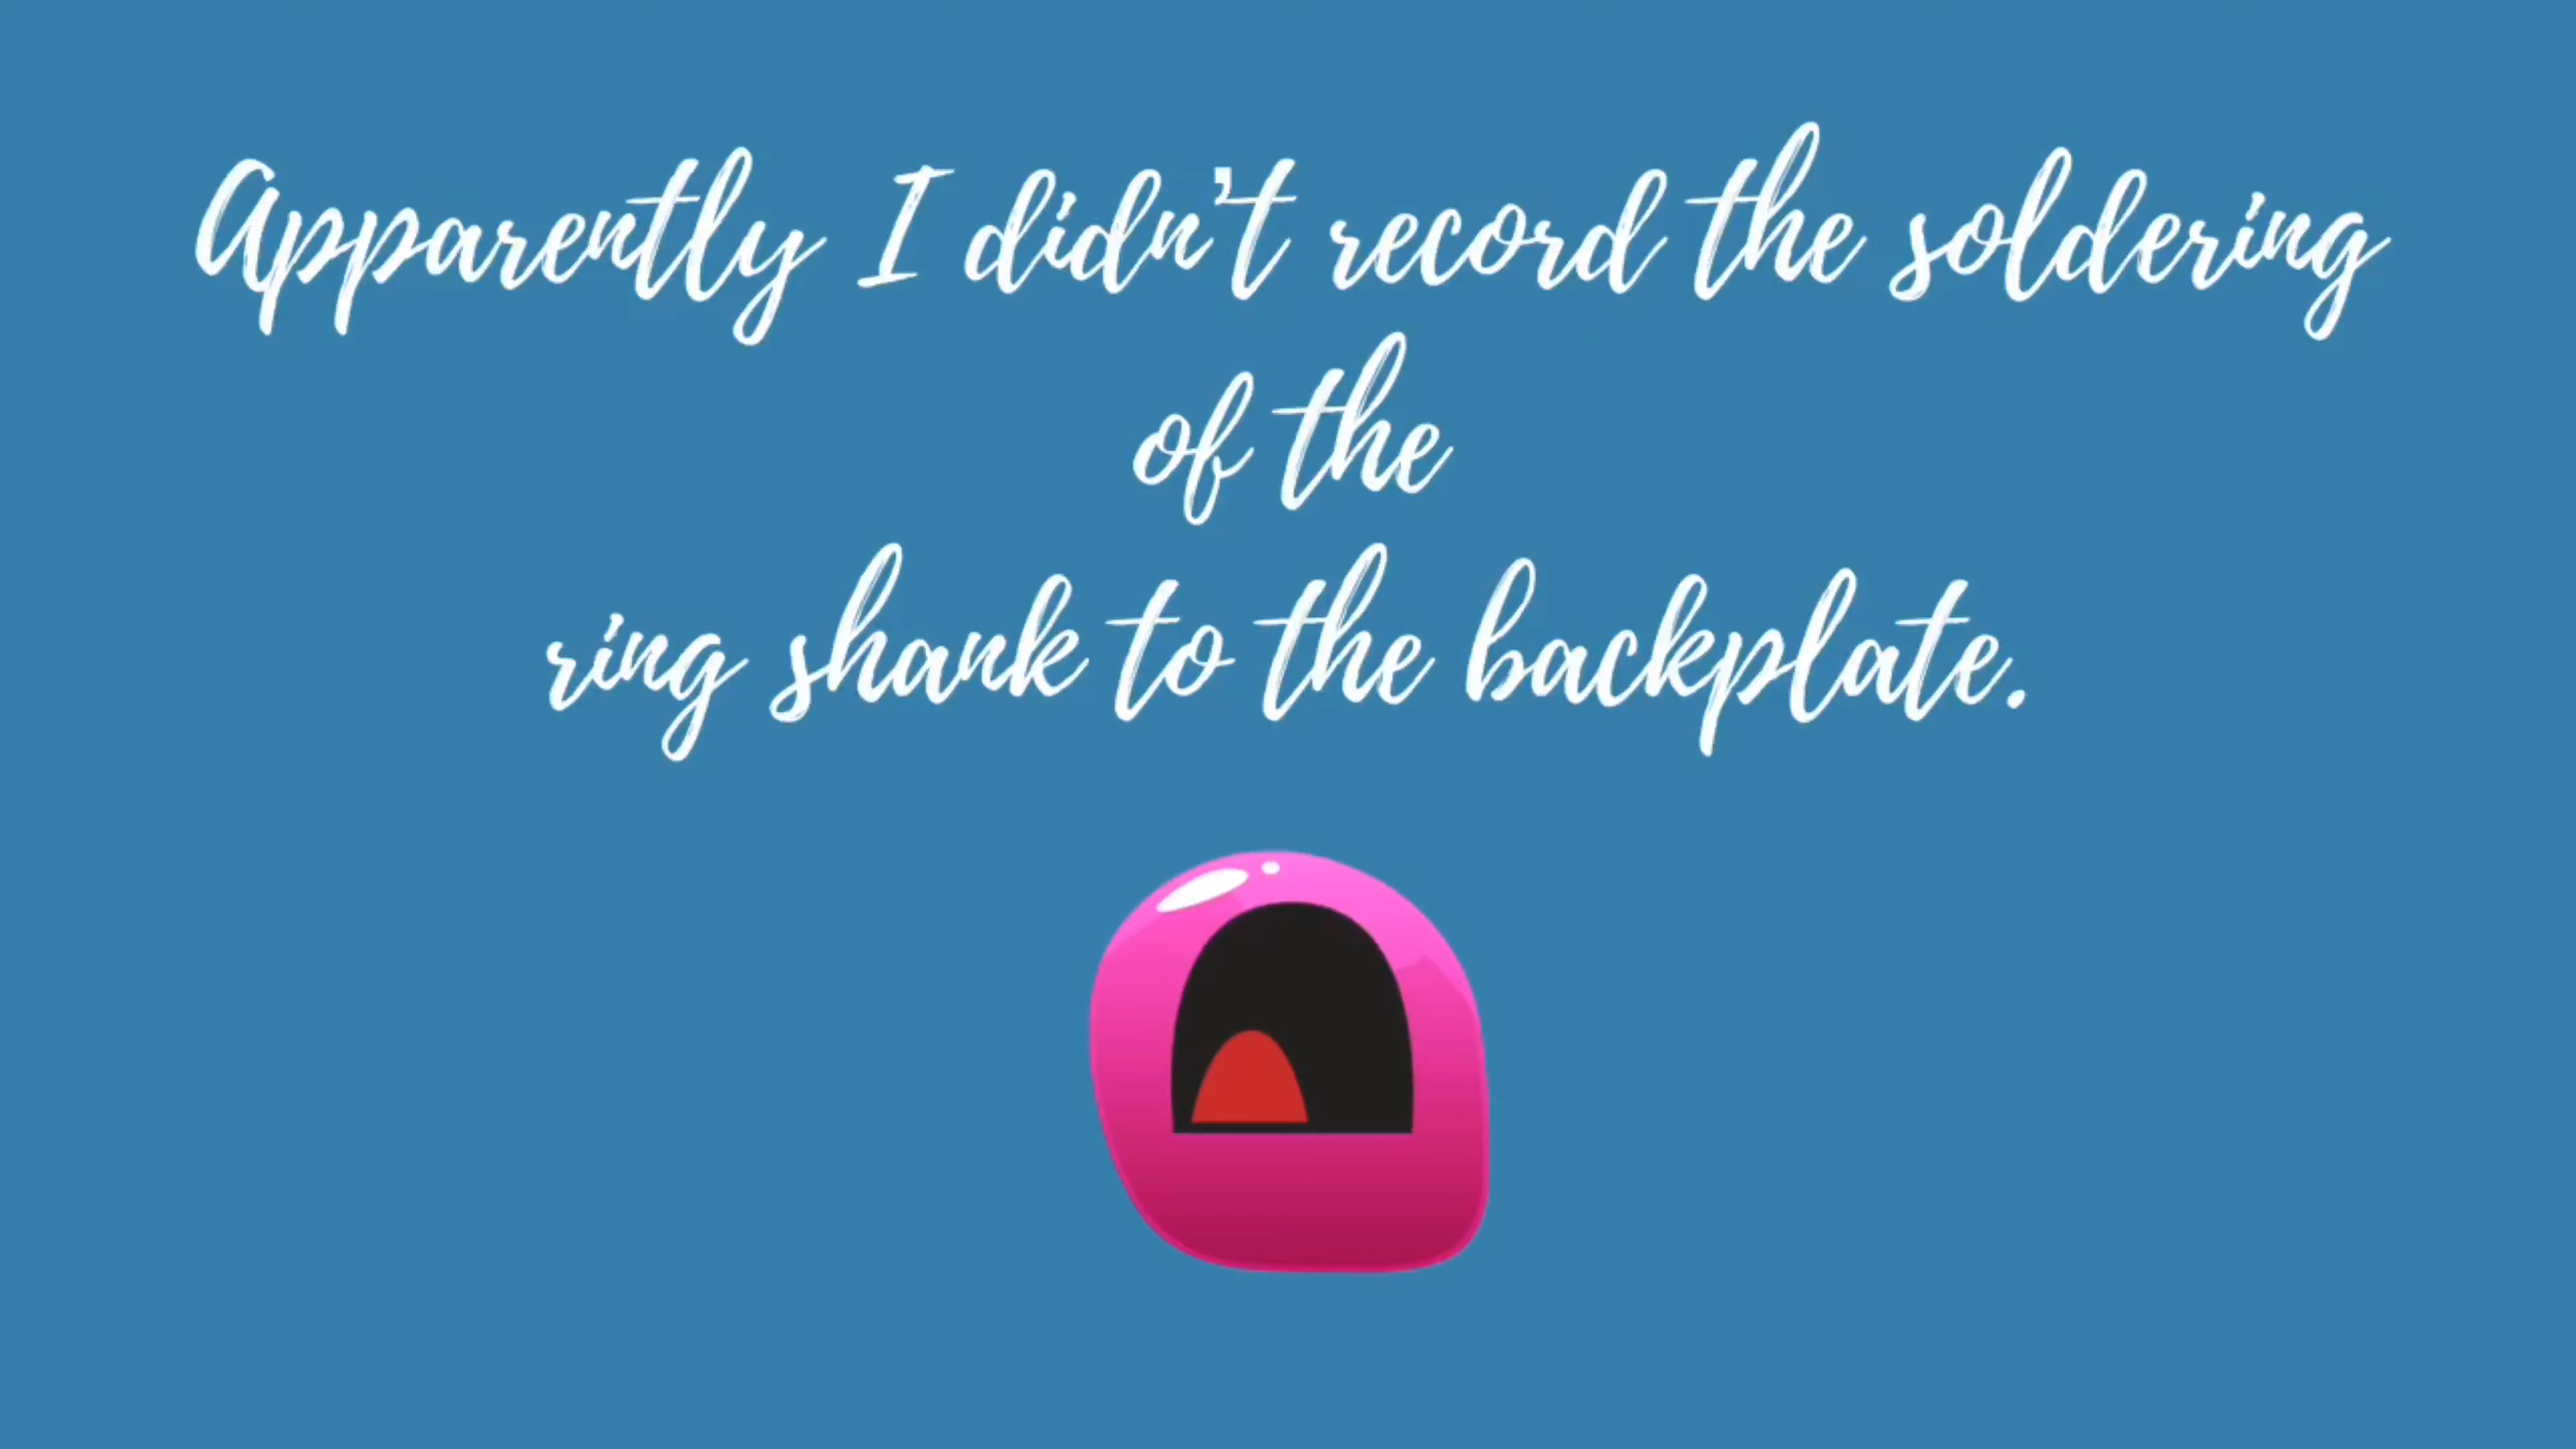 Apparently I didn't record the soldering
of the
ring shank to the backplate.